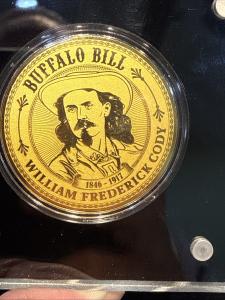 BUFFALO BILL
1846 - 1917
WILLIAM FREDERICK CODY